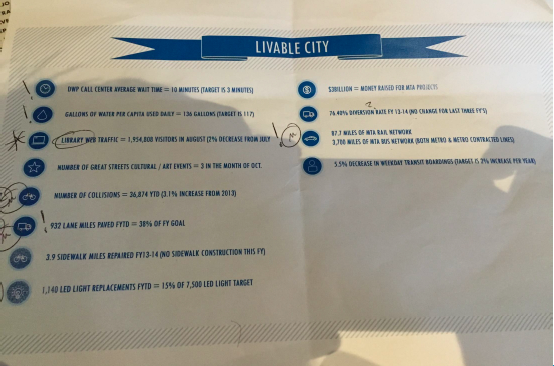 LIVABLE CITY
DWP CALL CENTER AVERAGE WAIT TIME = 10 MINUTES (TARGET IS 3 MINUTES)
GALLONS OF WATER PER CAPITA USED DAILY = 136 GALLONS (TARGET IS 117)
LIBRARY WEB TRAFFIC = 1,954,808 VISITORS IN AUGUST (2% DECREASE FROM JULY
NUMBER OF GREAT STREETS CULTURAL / ART EVENTS = 3 IN THE MONTH OF OCT.
NUMBER OF COLLISIONS = 36,874 YTD (3.1% INCREASE FROM 2013)
932 LANE MILES PAVED FYTD = 38% OF FY GOAL
3.9 SIDEWALK MILES REPAIRED FY13-14 (NO SIDEWALK CONSTRUCTION THIS FY)
1,140 LED LIGHT REPLACEMENTS FYTD = 15% OF 7,500 LED LIGHT TARGET
$3BILLION = MONEY RAISED FOR MTA PROJECTS
76.40% DIVERSION RATE FY 13-14 (NO CHANGE FOR LAST THREE FY'S)
87.7 MILES OF MTA RAIL NETWORK
3,700 MILES OF MTA BUS NETWORK (BOTH METRO & METRO CONTRACTED LINES)
5.5% DECREASE IN WEEKDAY TRANSIT BOARDINGS (TARGET IS 3% INCREASE PER YEAR)